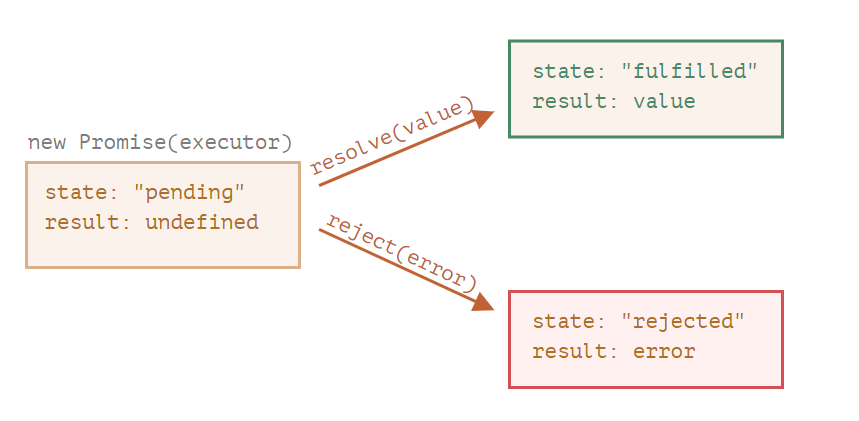 new Promise(executor)
state: "pending"
result: undefined
resolve(value)
reject(error)
state: "fulfilled"
result: value
state: "rejected"
result: error